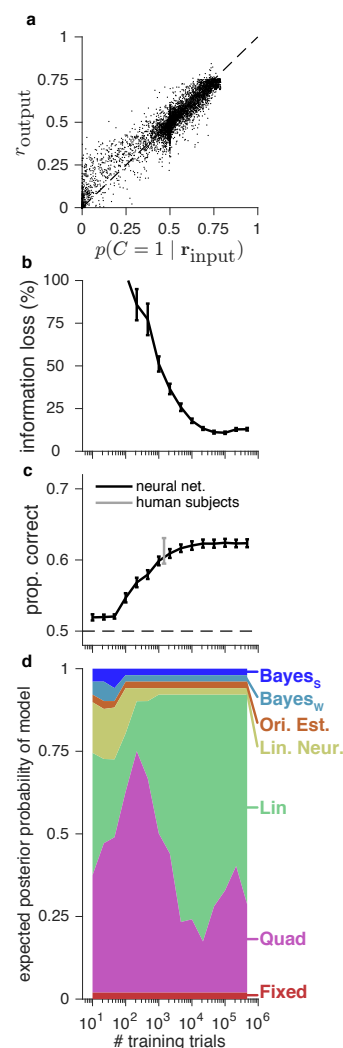 a
1
0.75
0.50
0.25
0
r_output
0 0.25 0.5 0.75 1
p(C = 1 | r_input)
b
100
75
50
25
0
information loss (%)
c
0.7
0.6
0.5
prop. correct
neural net.
human subjects
d
1
0.75
0.5
0.25
0
expected posterior probability of model
Bayes_S
Bayes_W
Ori. Est.
Lin. Neur.
Lin
Quad
Fixed
10^1 10^2 10^3 10^4 10^5 10^6
# training trials